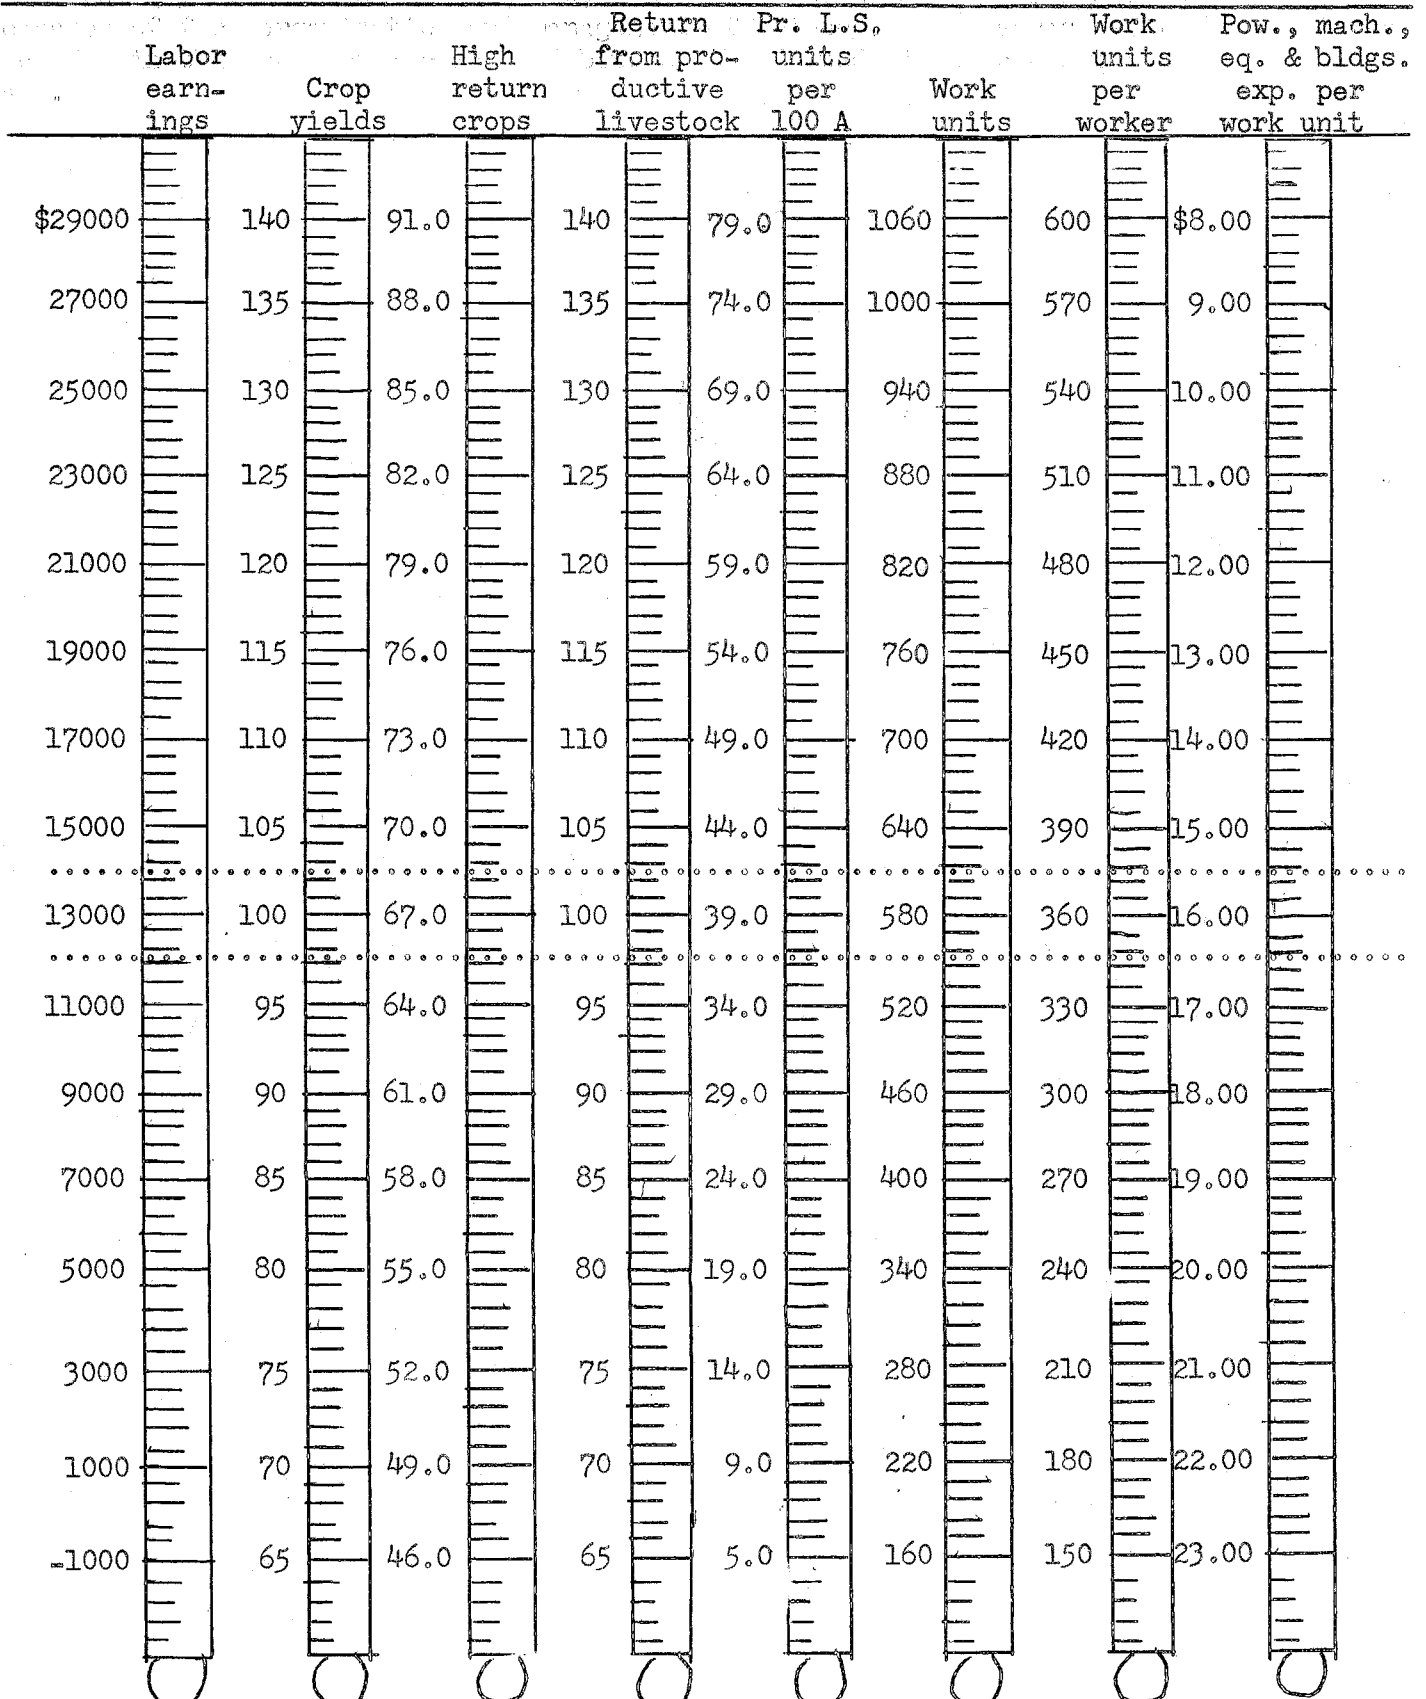 Return Pr. L.S. Work Pow., mach.,
Labor High from pro- units units eq. & bldgs.
earn- Crop return ductive per Work per exp. per
ings yields crops livestock 100 A units worker work unit
$29000 140 91.0 140 79.0 1060 600 $8.00
27000 135 88.0 135 74.0 1000 570 9.00
25000 130 85.0 130 69.0 940 540 10.00
23000 125 82.0 125 64.0 880 510 11.00
21000 120 79.0 120 59.0 820 480 12.00
19000 115 76.0 115 54.0 760 450 13.00
17000 110 73.0 110 49.0 700 420 14.00
15000 105 70.0 105 44.0 640 390 15.00
13000 100 67.0 100 39.0 580 360 16.00
11000 95 64.0 95 34.0 520 330 17.00
9000 90 61.0 90 29.0 460 300 18.00
7000 85 58.0 85 24.0 400 270 19.00
5000 80 55.0 80 19.0 340 240 20.00
3000 75 52.0 75 14.0 280 210 21.00
1000 70 49.0 70 9.0 220 180 22.00
-1000 65 46.0 65 5.0 160 150 23.00